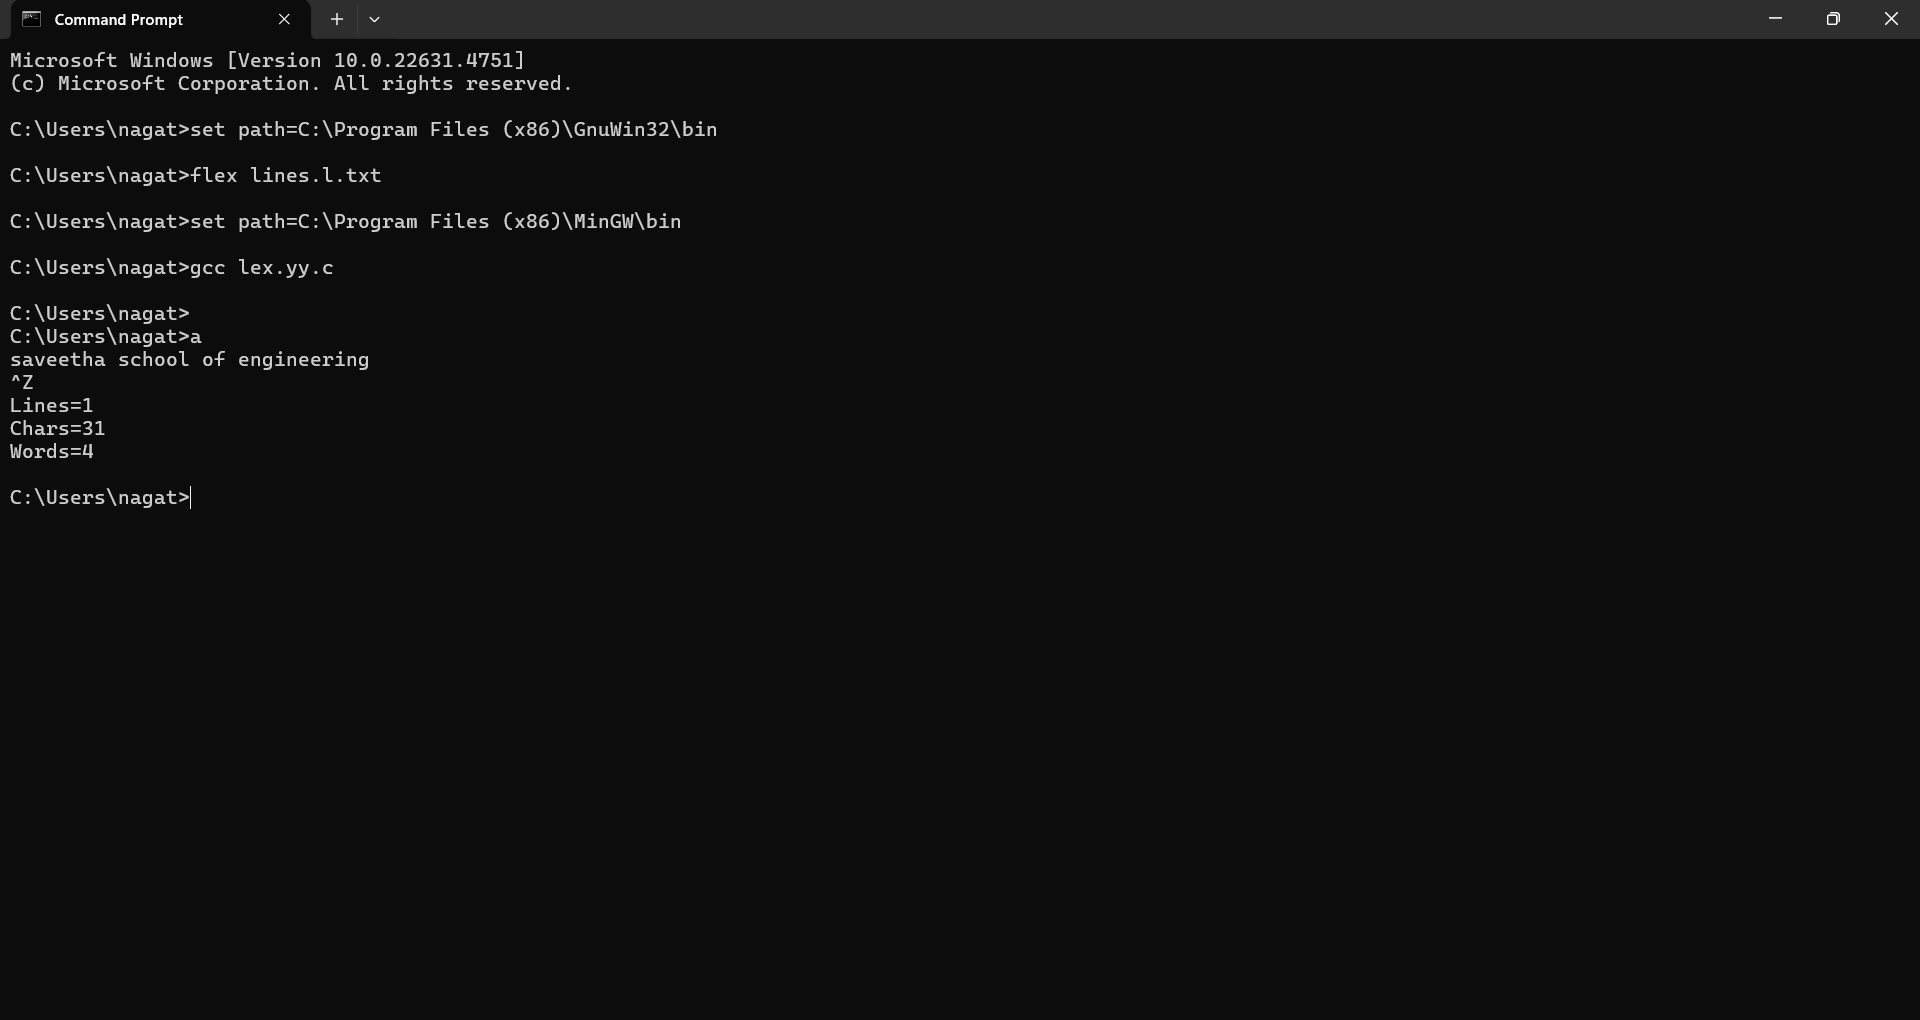 Command Prompt
Microsoft Windows [Version 10.0.22631.4751]
(c) Microsoft Corporation. All rights reserved.
C:\Users\nagat>set path=C:\Program Files (x86)\GnuWin32\bin
C:\Users\nagat>flex lines.l.txt
C:\Users\nagat>set path=C:\Program Files (x86)\MinGW\bin
C:\Users\nagat>gcc lex.yy.c
C:\Users\nagat>
C:\Users\nagat>a
saveetha school of engineering
^Z
Lines=1
Chars=31
Words=4
C:\Users\nagat>